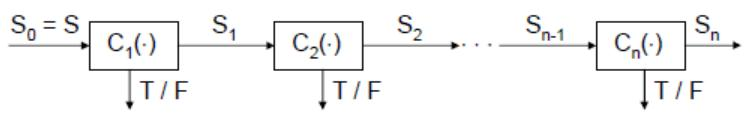 S₀ = S C₁(·) S₁ C₂(·) S₂ · · · Sₙ₋₁ Cₙ(·) Sₙ
T / F T / F T / F